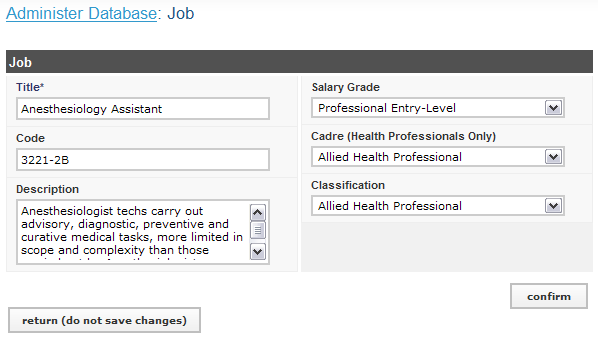 Administer Database: Job
Job
Title*
Anesthesiology Assistant
Code
3221-2B
Description
Anesthesiologist techs carry out
advisory, diagnostic, preventive and
curative medical tasks, more limited in
scope and complexity than those
Salary Grade
Professional Entry-Level
Cadre (Health Professionals Only)
Allied Health Professional
Classification
Allied Health Professional
confirm
return (do not save changes)